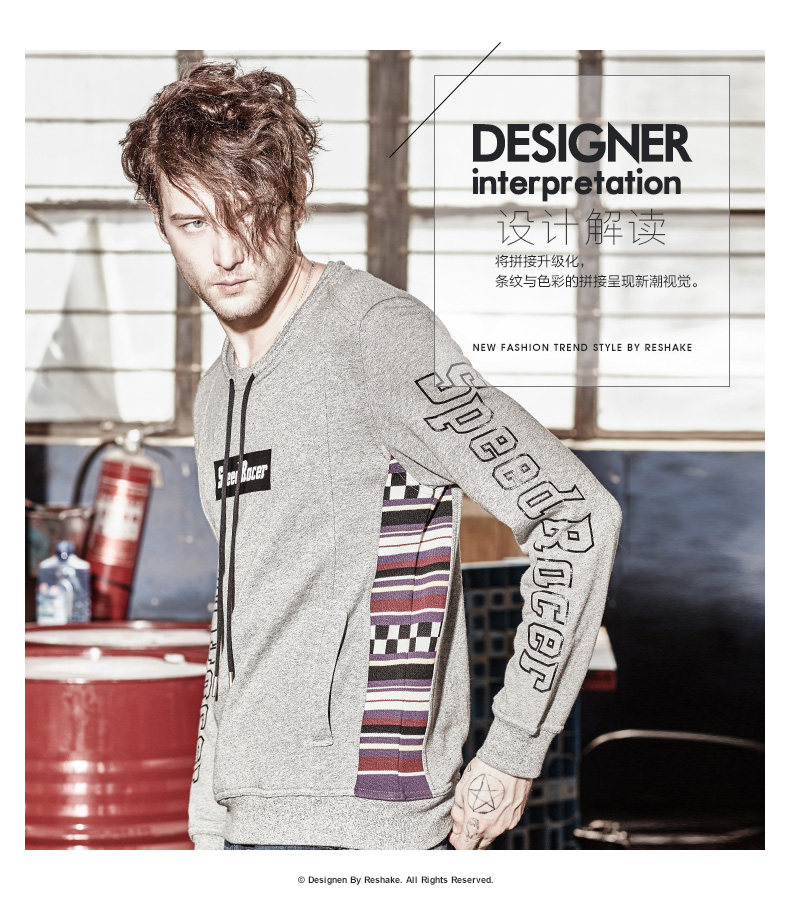 DESIGNER
interpretation
设计解读
将拼接升级化，
条纹与色彩的拼接呈现新潮视觉。
NEW FASHION TREND STYLE BY RESHAKE
Speed Racer
Speed Racer
© Designen By Reshake. All Rights Reserved.